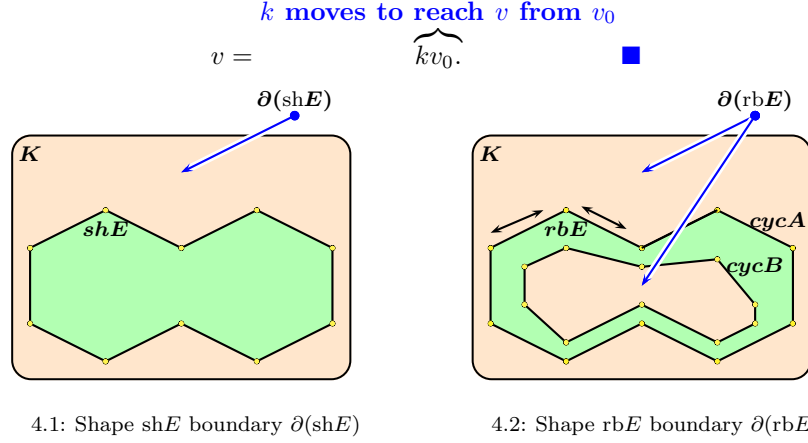 k moves to reach v from v₀
v = kv₀. ■
∂(shE) ∂(rbE)
K K
shE rbE cycA
cycB
4.1: Shape shE boundary ∂(shE) 4.2: Shape rbE boundary ∂(rbE